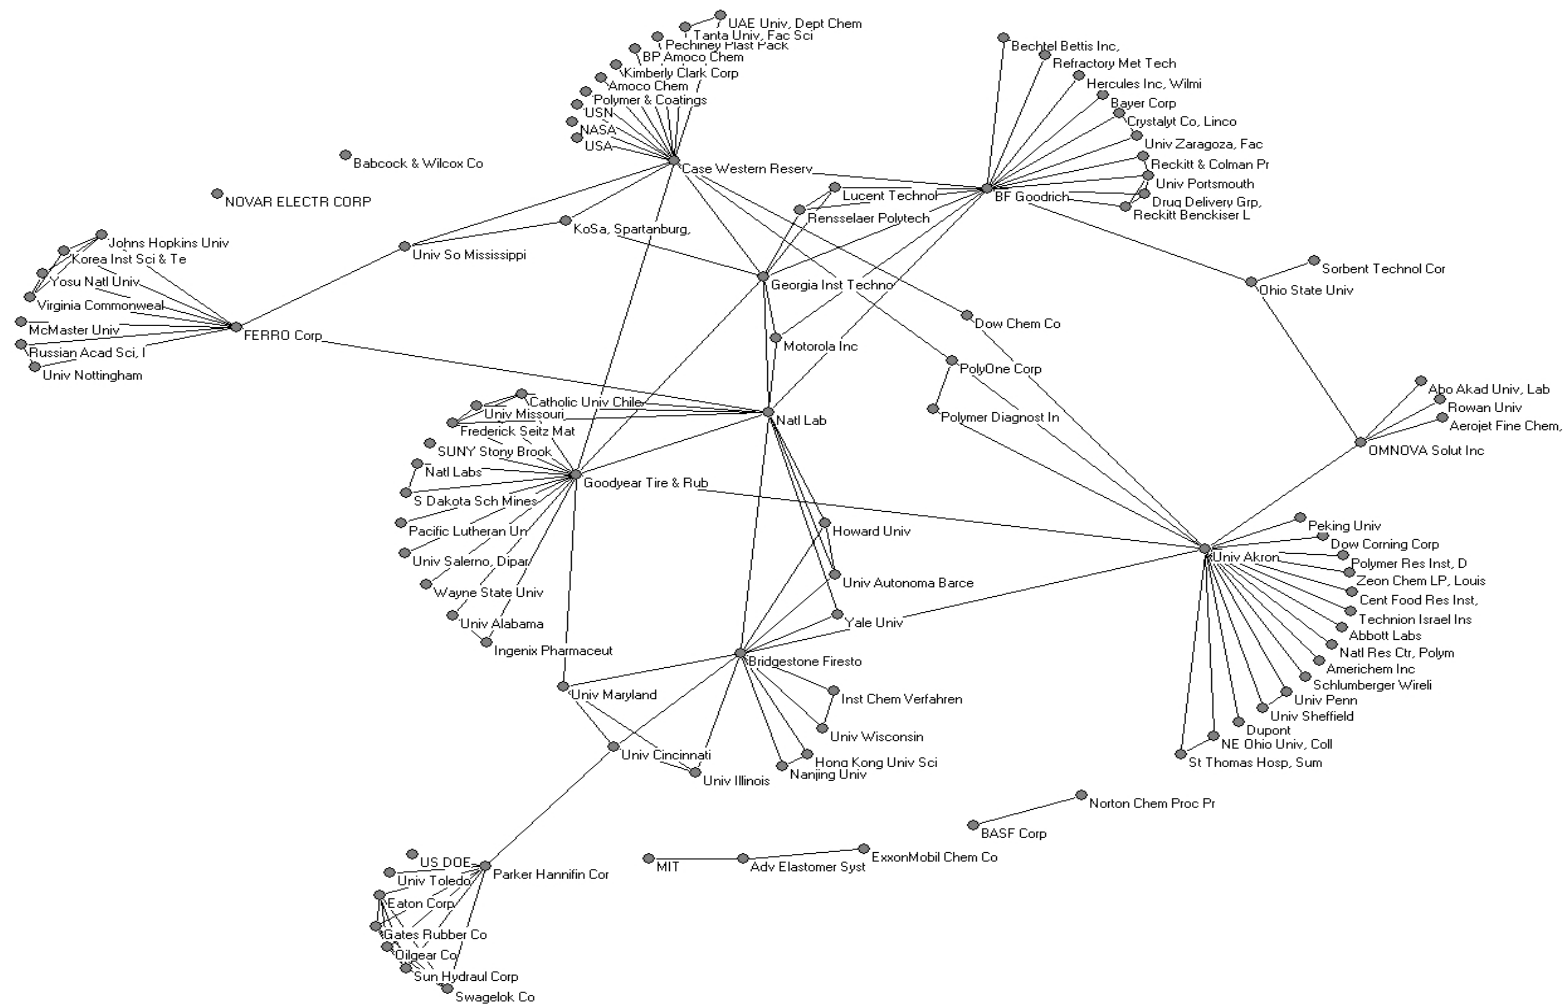 UAE Univ, Dept Chem
Tanta Univ, Fac Sci
Pechiney Plast Pack
BP Amoco Chem
Kimberly Clark Corp
Amoco Chem
Polymer & Coatings
USN
NASA
USA
Case Western Reserv
Bechtel Bettis Inc,
Refractory Met Tech
Hercules Inc, Wilmi
Bayer Corp
Crystalyt Co, Linco
Univ Zaragoza, Fac
Reckitt & Colman Pr
Univ Portsmouth
Drug Delivery Grp,
Reckitt Benckiser L
BF Goodrich
Babcock & Wilcox Co
NOVAR ELECTR CORP
Lucent Technol
Rensselaer Polytech
KoSa, Spartanburg,
Univ So Mississippi
Johns Hopkins Univ
Korea Inst Sci & Te
Yosu Natl Univ
Virginia Commonweal
McMaster Univ
Russian Acad Sci, I
Univ Nottingham
FERRO Corp
Georgia Inst Techno
Sorbent Technol Cor
Ohio State Univ
Dow Chem Co
Motorola Inc
PolyOne Corp
Polymer Diagnost In
Abo Akad Univ, Lab
Rowan Univ
Aerojet Fine Chem,
OMNOVA Solut Inc
Catholic Univ Chile
Univ Missouri
Frederick Seitz Mat
SUNY Stony Brook
Natl Labs
S Dakota Sch Mines
Pacific Lutheran Un
Univ Salerno, Dipar
Wayne State Univ
Univ Alabama
Ingenix Pharmaceut
Natl Lab
Goodyear Tire & Rub
Howard Univ
Univ Autonoma Barce
Yale Univ
Bridgestone Firesto
Univ Maryland
Inst Chem Verfahren
Univ Wisconsin
Hong Kong Univ Sci
Nanjing Univ
Univ Cincinnati
Univ Illinois
Univ Akron
Peking Univ
Dow Corning Corp
Polymer Res Inst, D
Zeon Chem LP, Louis
Cent Food Res Inst,
Technion Israel Ins
Abbott Labs
Natl Res Ctr, Polym
Americhem Inc
Schlumberger Wireli
Univ Penn
Univ Sheffield
Dupont
NE Ohio Univ, Coll
St Thomas Hosp, Sum
Norton Chem Proc Pr
BASF Corp
ExxonMobil Chem Co
MIT
Adv Elastomer Syst
US DOE
Parker Hannifin Cor
Univ Toledo
Eaton Corp
Gates Rubber Co
Oilgear Co
Sun Hydraul Corp
Swagelok Co